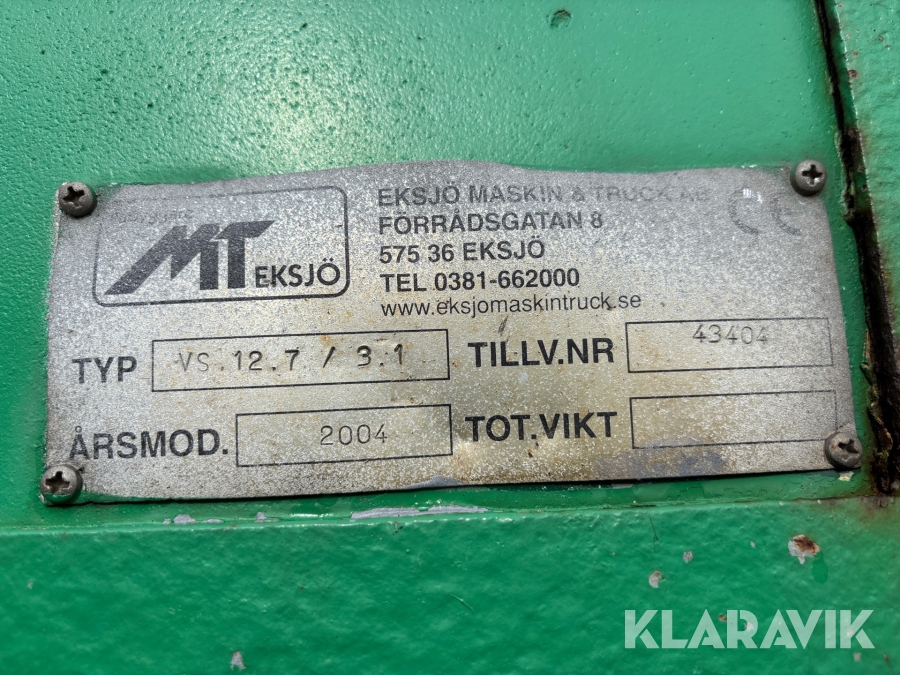 MT EKSJÖ
EKSJÖ MASKIN & TRUCK AB
FÖRRÅDSGATAN 8
575 36 EKSJÖ
TEL 0381-662000
www.eksjomaskintruck.se
CE
TYP VS.12.7 / 3.1
TILLV.NR 43404
ÅRSMOD. 2004
TOT.VIKT
KLARAVIK